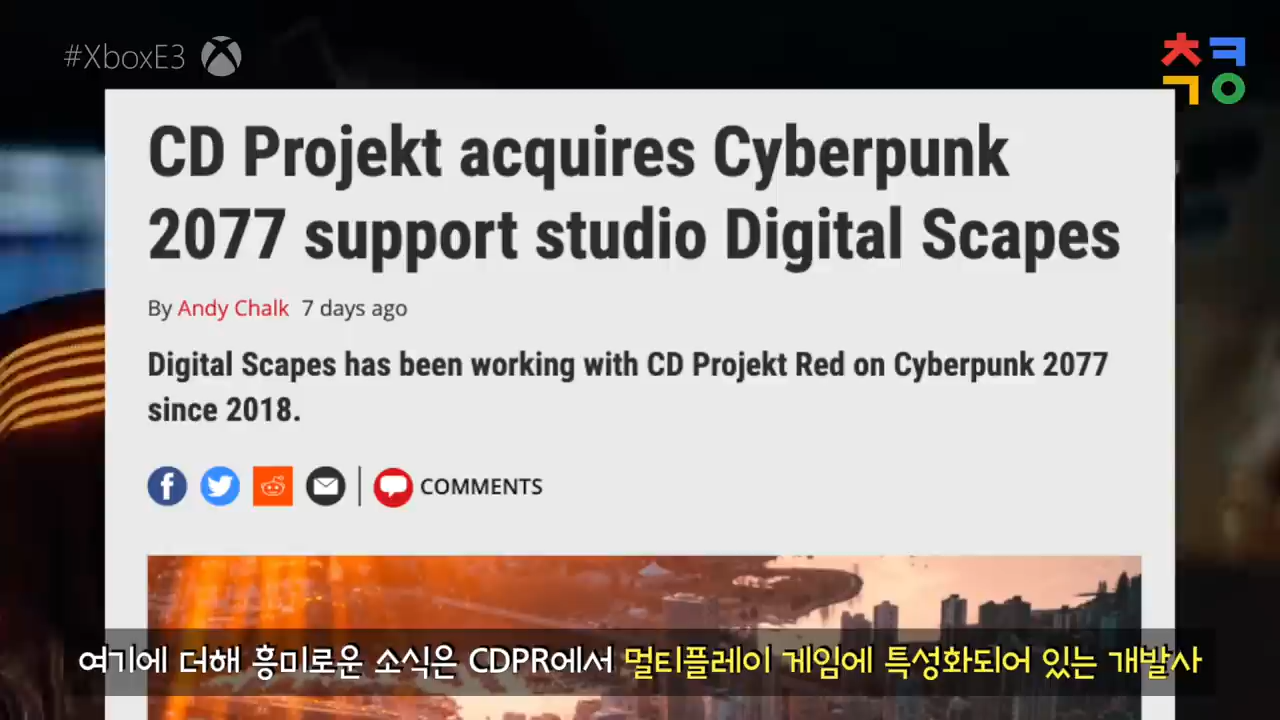 #XboxE3
ㅊㅋ
ㄱㅇ
CD Projekt acquires Cyberpunk
2077 support studio Digital Scapes
By Andy Chalk 7 days ago
Digital Scapes has been working with CD Projekt Red on Cyberpunk 2077
since 2018.
COMMENTS
여기에 더해 흥미로운 소식은 CDPR에서 멀티플레이 게임에 특성화되어 있는 개발사